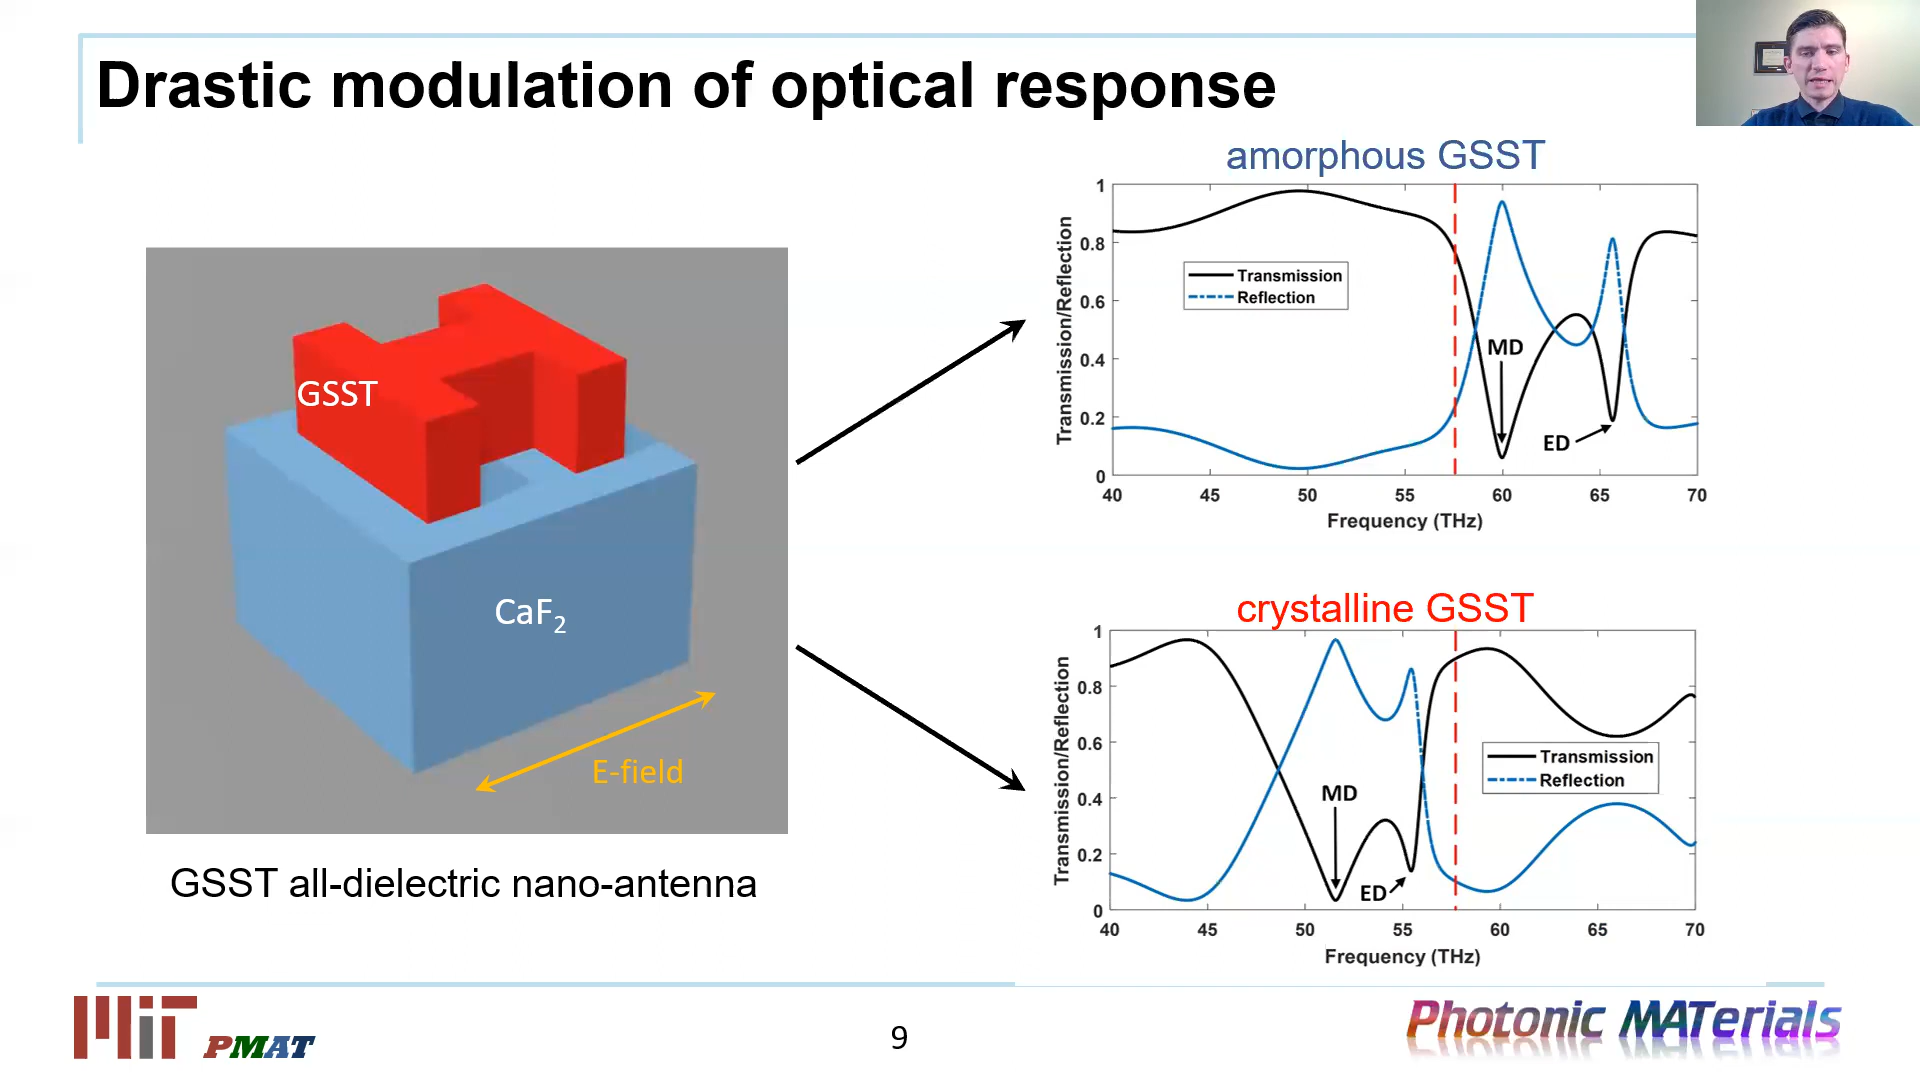 Drastic modulation of optical response
GSST
CaF2
E-field
GSST all-dielectric nano-antenna
amorphous GSST
Transmission/Reflection
1
0.8
0.6
0.4
0.2
0
Transmission
Reflection
MD
ED
40 45 50 55 60 65 70
Frequency (THz)
crystalline GSST
Transmission/Reflection
1
0.8
0.6
0.4
0.2
0
Transmission
Reflection
MD
ED
40 45 50 55 60 65 70
Frequency (THz)
MIT PMAT
9
Photonic MATerials